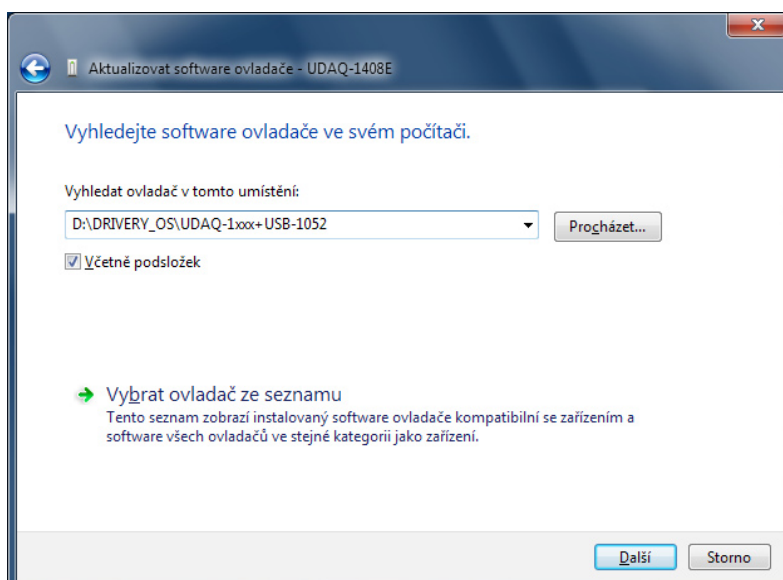 Aktualizovat software ovladače - UDAQ-1408E
Vyhledejte software ovladače ve svém počítači.
Vyhledat ovladač v tomto umístění:
D:\DRIVERY_OS\UDAQ-1xxx+USB-1052
Procházet...
Včetně podsložek
Vybrat ovladač ze seznamu
Tento seznam zobrazí instalovaný software ovladače kompatibilní se zařízením a
software všech ovladačů ve stejné kategorii jako zařízení.
Další
Storno